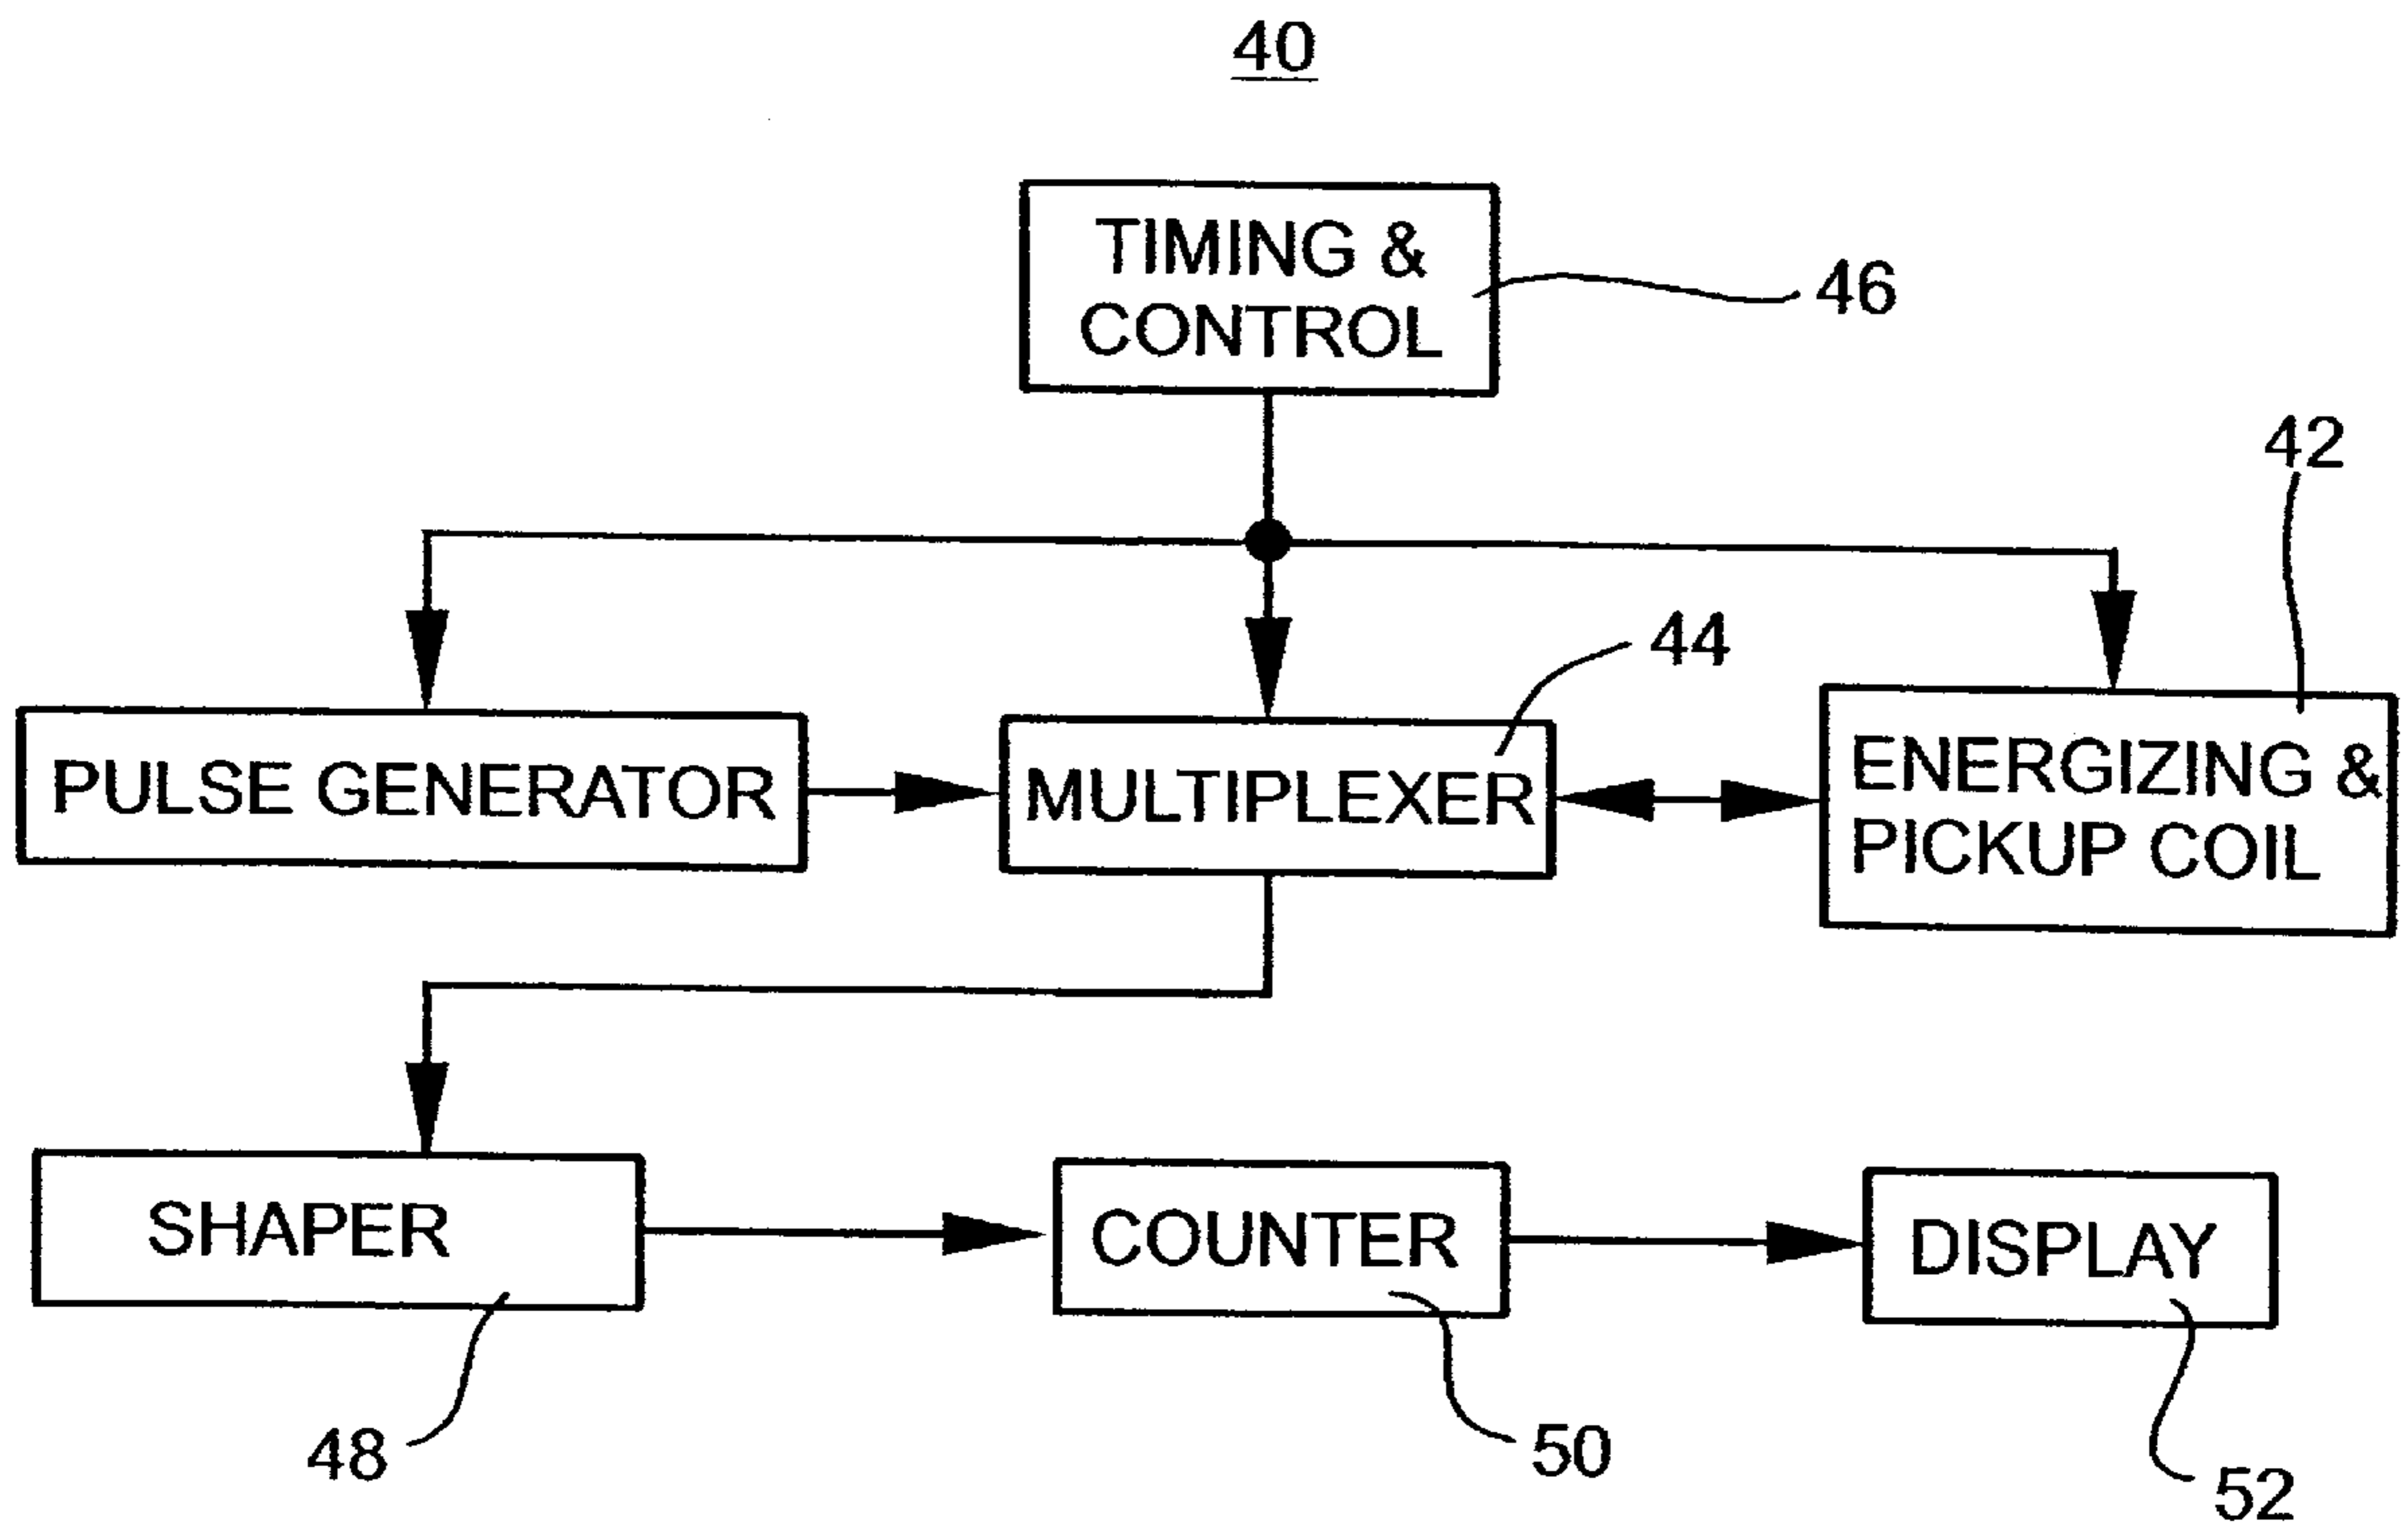 40
TIMING &
CONTROL
46
42
44
PULSE GENERATOR
MULTIPLEXER
ENERGIZING &
PICKUP COIL
SHAPER
COUNTER
DISPLAY
48
50
52